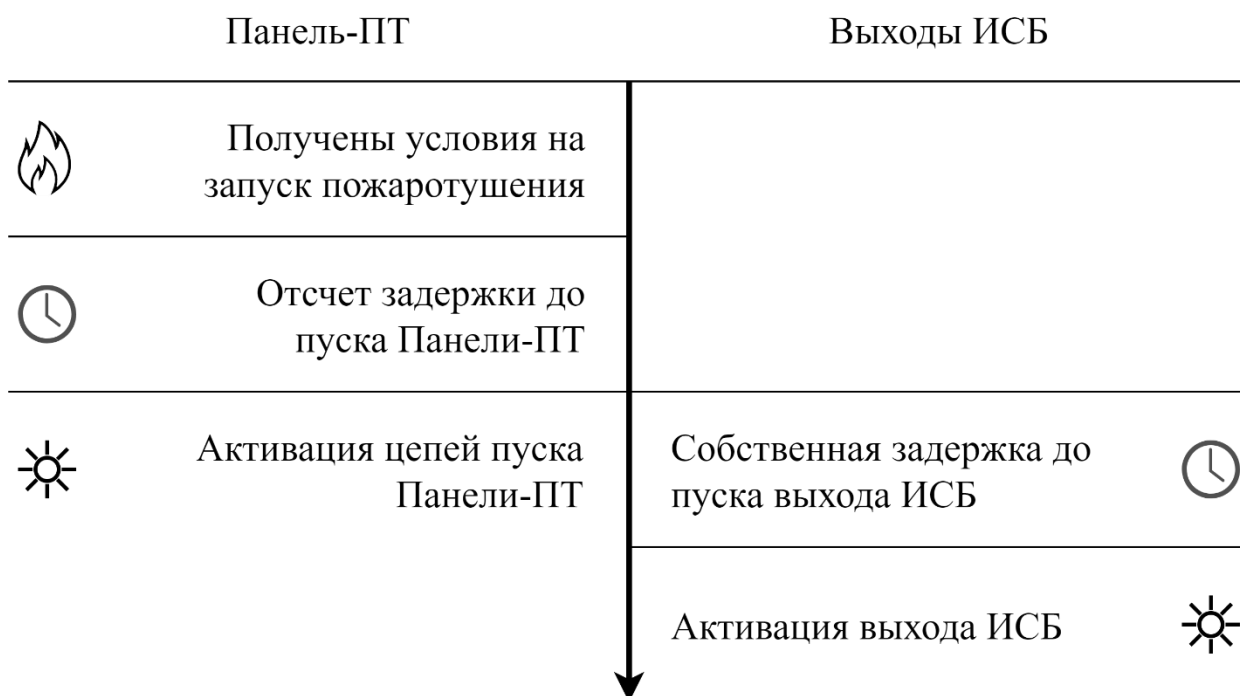 Панель-ПТ
Выходы ИСБ
Получены условия на
запуск пожаротушения
Отсчет задержки до
пуска Панели-ПТ
Активация цепей пуска
Панели-ПТ
Собственная задержка до
пуска выхода ИСБ
Активация выхода ИСБ